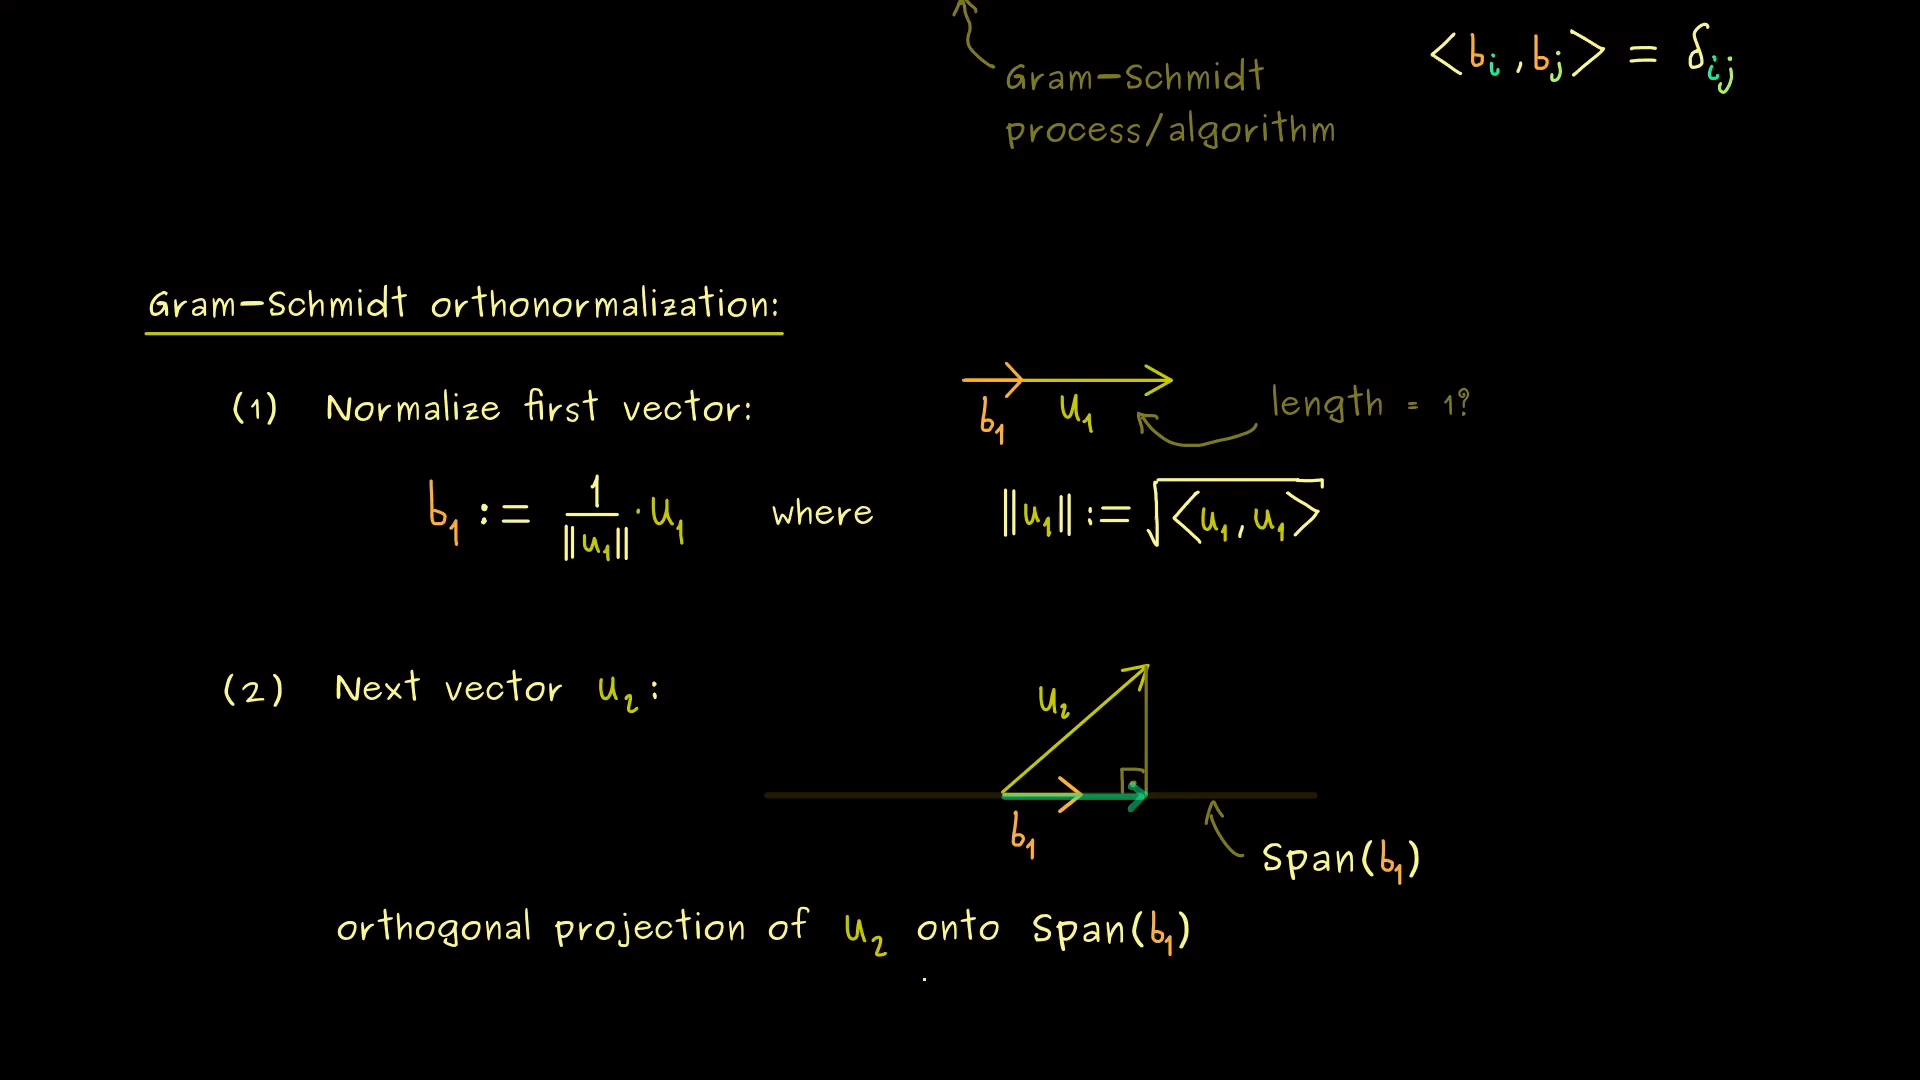 <bᵢ, bⱼ> = δᵢⱼ
Gram–Schmidt
process/algorithm
Gram–Schmidt orthonormalization:
(1) Normalize first vector:
b₁ u₁ length = 1?
b₁ := 1/‖u₁‖ · u₁ where ‖u₁‖ := √<u₁, u₁>
(2) Next vector u₂:
u₂
b₁
Span(b₁)
orthogonal projection of u₂ onto Span(b₁)